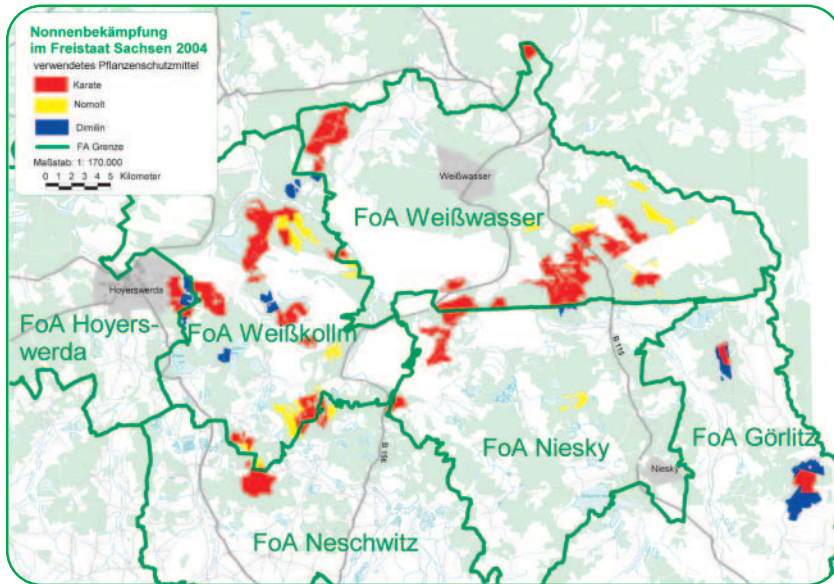 Nonnenbekämpfung
im Freistaat Sachsen 2004
verwendetes Pflanzenschutzmittel
Karate
Nomolt
Dimilin
FA Grenze
Maßstab: 1: 170.000
0 1 2 3 4 5 Kilometer
Weißwasser
FoA Weißwasser
Hoyerswerda
FoA Hoyers-
werda
FoA Weißkollm
B 115
FoA Niesky
FoA Görlitz
B 156
Niesky
FoA Neschwitz